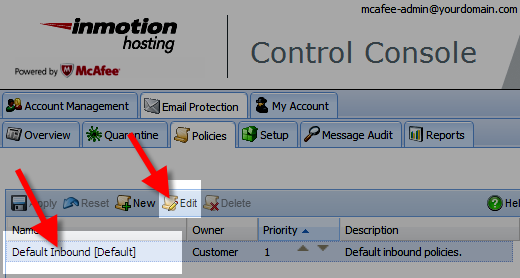 mcafee-admin@yourdomain.com
inmotion
hosting
Powered by McAfee
Control Console
Account Management Email Protection My Account
Overview Quarantine Policies Setup Message Audit Reports
Apply Reset New Edit Delete
Owner Priority Description
Default Inbound [Default] Customer 1 Default inbound policies.